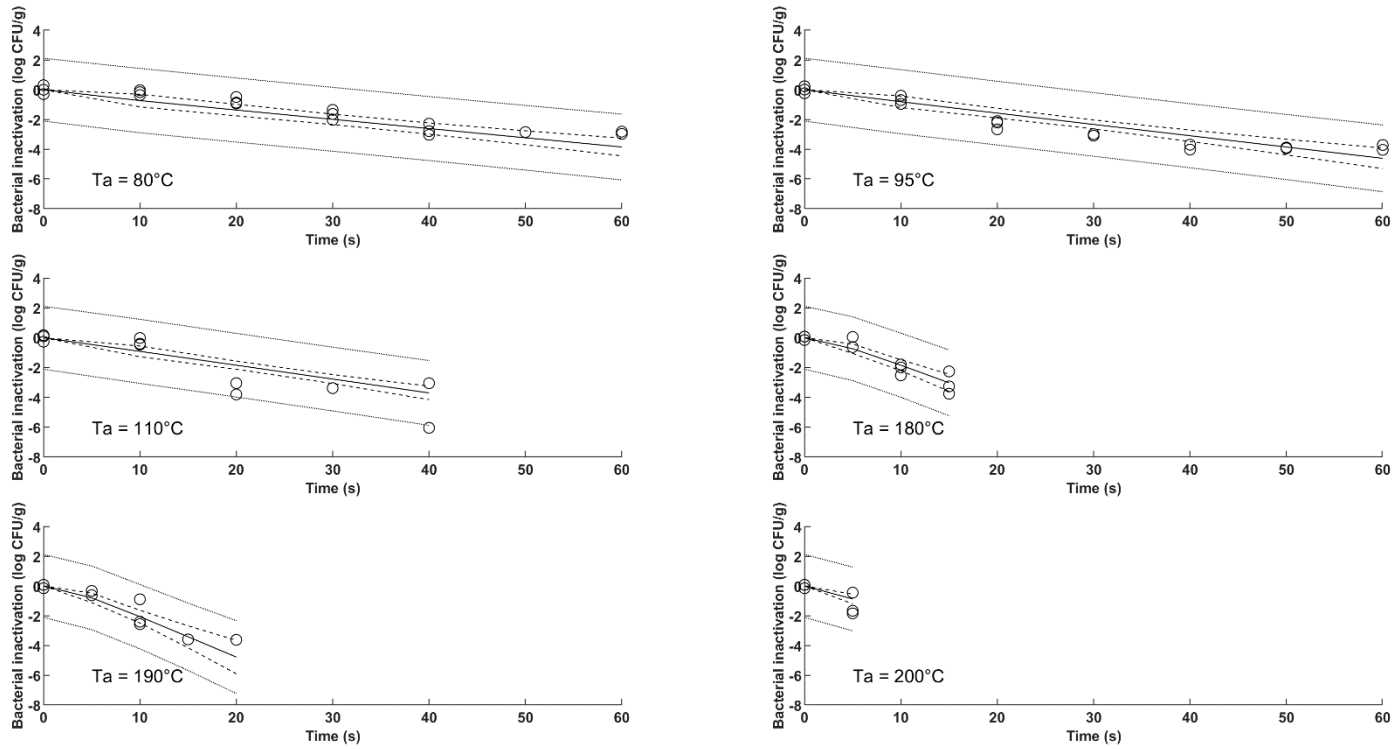 Bacterial inactivation (log CFU/g)
4
2
0
-2
-4
-6
-8
Ta = 80°C
0 10 20 30 40 50 60
Time (s)
Bacterial inactivation (log CFU/g)
4
2
0
-2
-4
-6
-8
Ta = 95°C
0 10 20 30 40 50 60
Time (s)
Bacterial inactivation (log CFU/g)
4
2
0
-2
-4
-6
-8
Ta = 110°C
0 10 20 30 40 50 60
Time (s)
Bacterial inactivation (log CFU/g)
4
2
0
-2
-4
-6
-8
Ta = 180°C
0 10 20 30 40 50 60
Time (s)
Bacterial inactivation (log CFU/g)
4
2
0
-2
-4
-6
-8
Ta = 190°C
0 10 20 30 40 50 60
Time (s)
Bacterial inactivation (log CFU/g)
4
2
0
-2
-4
-6
-8
Ta = 200°C
0 10 20 30 40 50 60
Time (s)